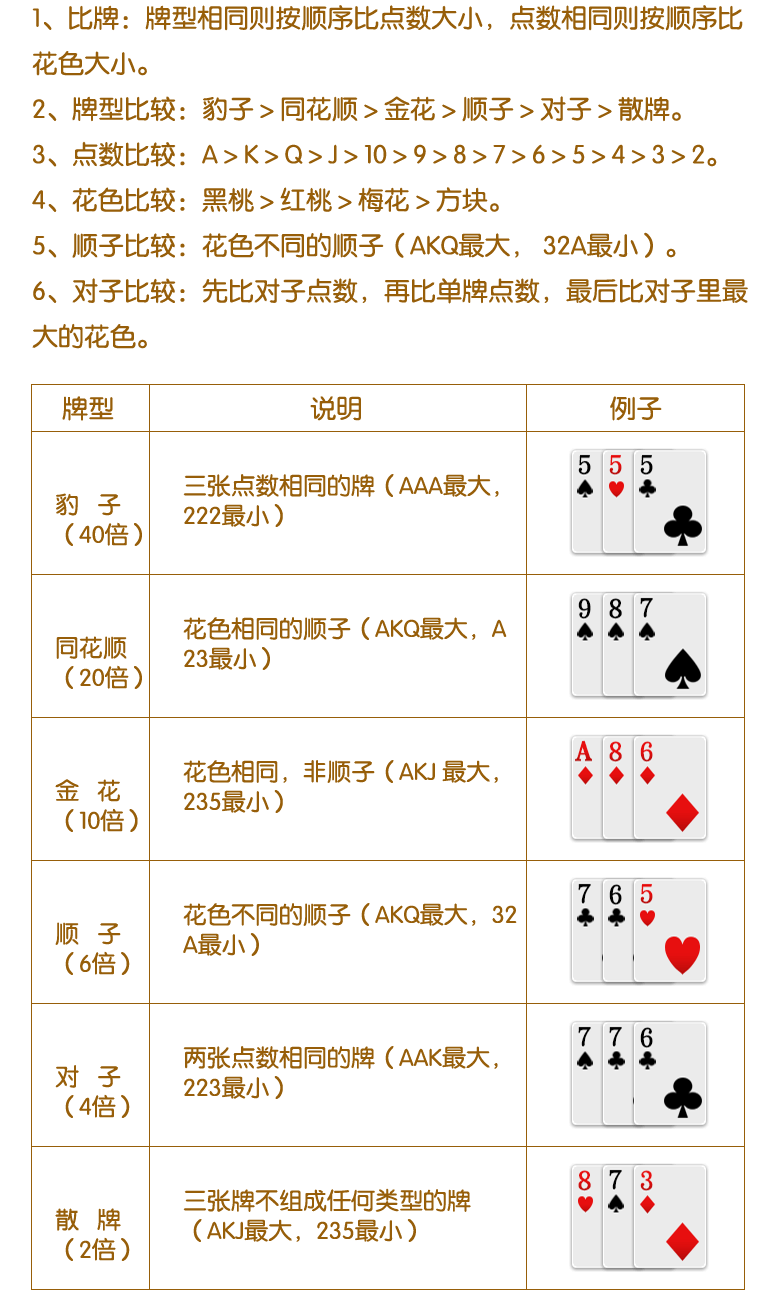 1、比牌：牌型相同则按顺序比点数大小，点数相同则按顺序比
花色大小。
2、牌型比较：豹子＞同花顺＞金花＞顺子＞对子＞散牌。
3、点数比较：A＞K＞Q＞J＞10＞9＞8＞7＞6＞5＞4＞3＞2。
4、花色比较：黑桃＞红桃＞梅花＞方块。
5、顺子比较：花色不同的顺子（AKQ最大， 32A最小）。
6、对子比较：先比对子点数，再比单牌点数，最后比对子里最
大的花色。
牌型 说明 例子
豹 子
（40倍）
三张点数相同的牌（AAA最大，
222最小）
5 5 5
同花顺
（20倍）
花色相同的顺子（AKQ最大，A
23最小）
9 8 7
金 花
（10倍）
花色相同，非顺子（AKJ 最大，
235最小）
A 8 6
顺 子
（6倍）
花色不同的顺子（AKQ最大，32
A最小）
7 6 5
对 子
（4倍）
两张点数相同的牌（AAK最大，
223最小）
7 7 6
散 牌
（2倍）
三张牌不组成任何类型的牌
（AKJ最大，235最小）
8 7 3